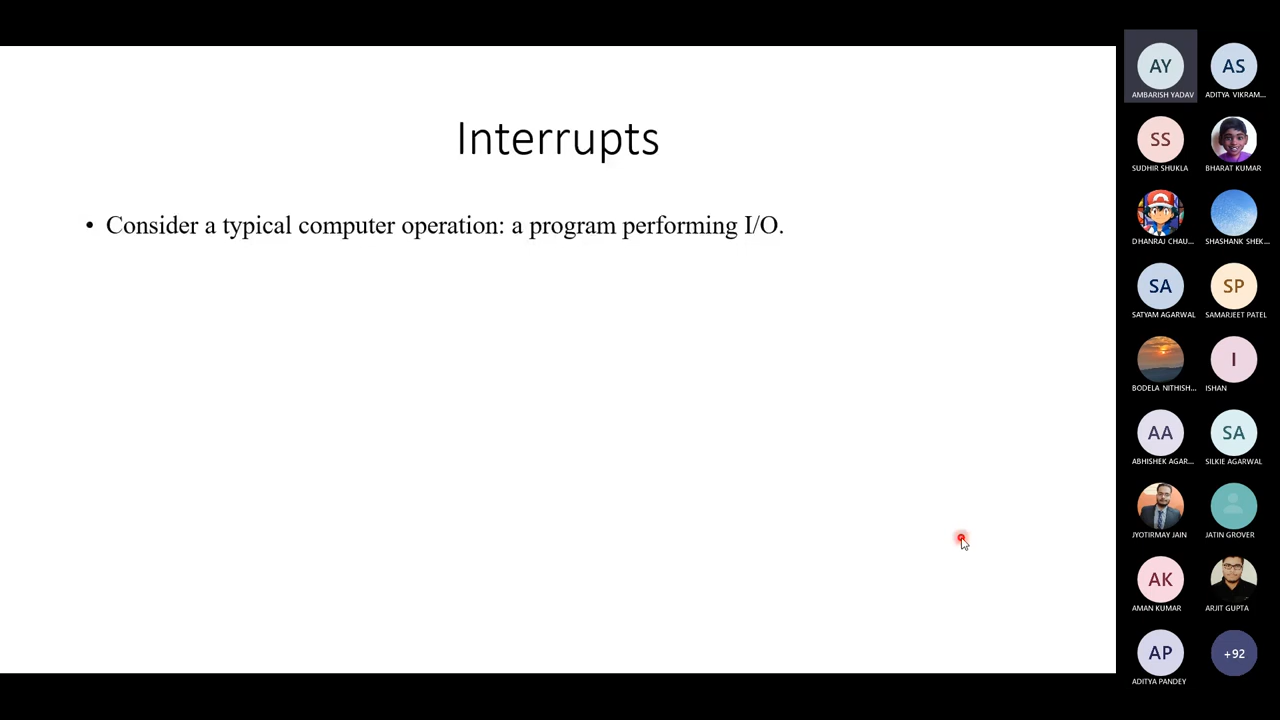 Interrupts
• Consider a typical computer operation: a program performing I/O.
AY
AMBARISH YADAV
AS
ADITYA VIKRAM...
SS
SUDHIR SHUKLA
BHARAT KUMAR
DHANRAJ CHAU...
SHASHANK SHEK...
SA
SATYAM AGARWAL
SP
SAMARJEET PATEL
BODELA NITHISH...
I
ISHAN
AA
ABHISHEK AGAR...
SA
SILKIE AGARWAL
JYOTIRMAY JAIN
JATIN GROVER
AK
AMAN KUMAR
ARJIT GUPTA
AP
ADITYA PANDEY
+92